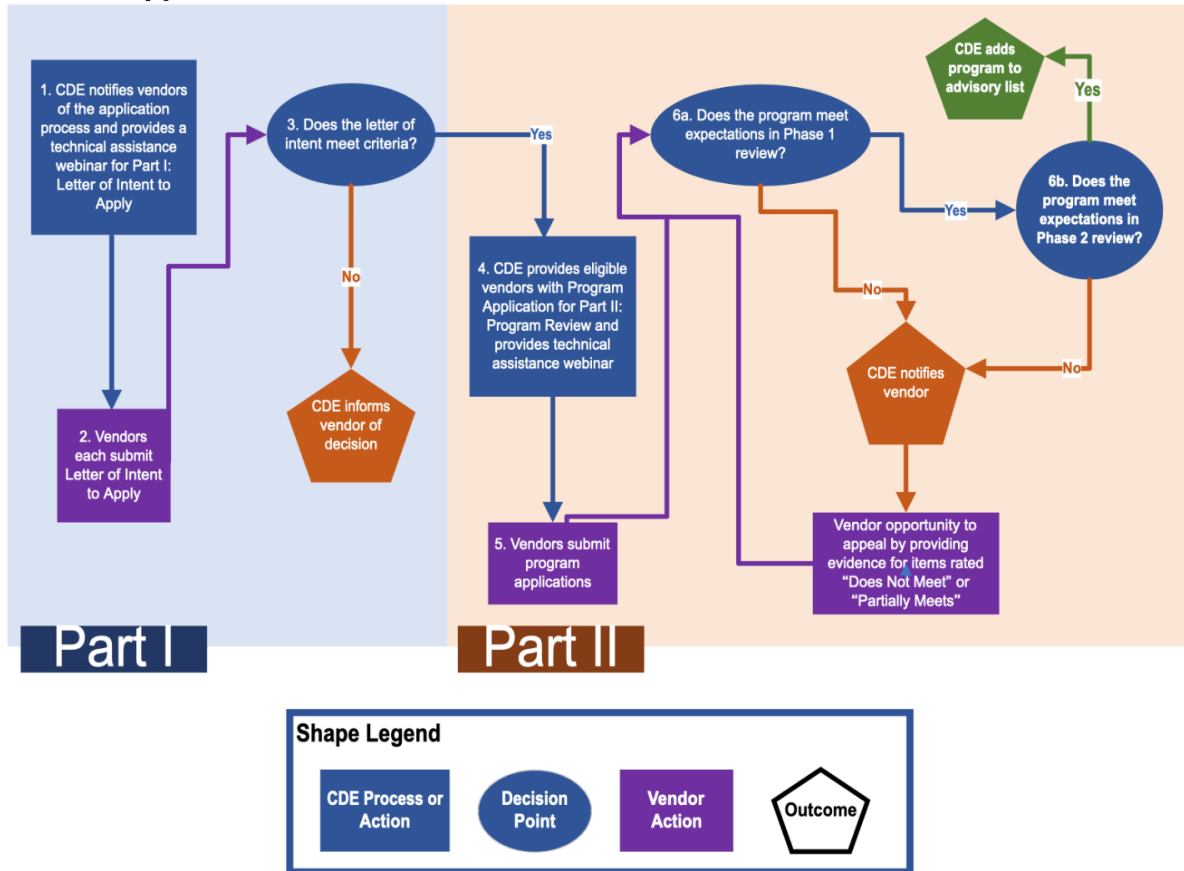 1. CDE notifies vendors
of the application
process and provides a
technical assistance
webinar for Part I:
Letter of Intent to
Apply
2. Vendors
each submit
Letter of Intent
to Apply
3. Does the letter of
intent meet criteria?
No
CDE informs
vendor of
decision
Yes
4. CDE provides eligible
vendors with Program
Application for Part II:
Program Review and
provides technical
assistance webinar
5. Vendors submit
program
applications
6a. Does the program meet
expectations in Phase 1
review?
Yes
No
6b. Does the
program meet
expectations in
Phase 2 review?
Yes
CDE adds
program to
advisory list
No
CDE notifies
vendor
Vendor opportunity to
appeal by providing
evidence for items rated
“Does Not Meet” or
“Partially Meets”
Part I
Part II
Shape Legend
CDE Process or
Action
Decision
Point
Vendor
Action
Outcome